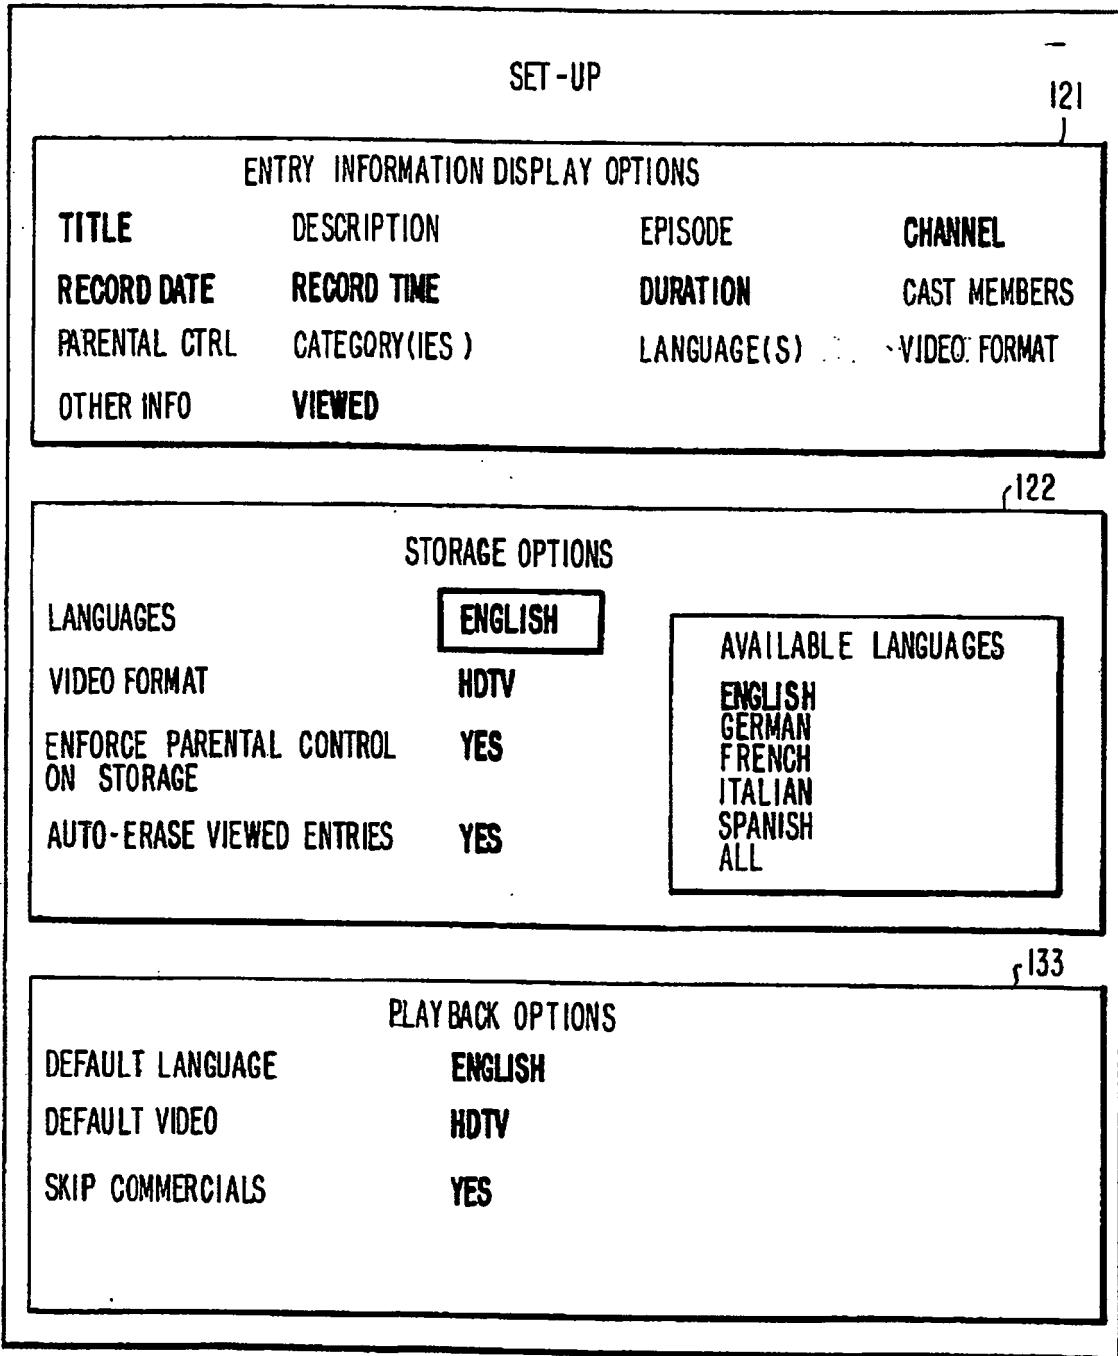 SET-UP
121
ENTRY INFORMATION DISPLAY OPTIONS
TITLE DESCRIPTION EPISODE CHANNEL
RECORD DATE RECORD TIME DURATION CAST MEMBERS
PARENTAL CTRL CATEGORY(IES) LANGUAGE(S) VIDEO FORMAT
OTHER INFO VIEWED
122
STORAGE OPTIONS
LANGUAGES ENGLISH
VIDEO FORMAT HDTV
ENFORCE PARENTAL CONTROL YES
ON STORAGE
AUTO-ERASE VIEWED ENTRIES YES
AVAILABLE LANGUAGES
ENGLISH
GERMAN
FRENCH
ITALIAN
SPANISH
ALL
133
PLAYBACK OPTIONS
DEFAULT LANGUAGE ENGLISH
DEFAULT VIDEO HDTV
SKIP COMMERCIALS YES